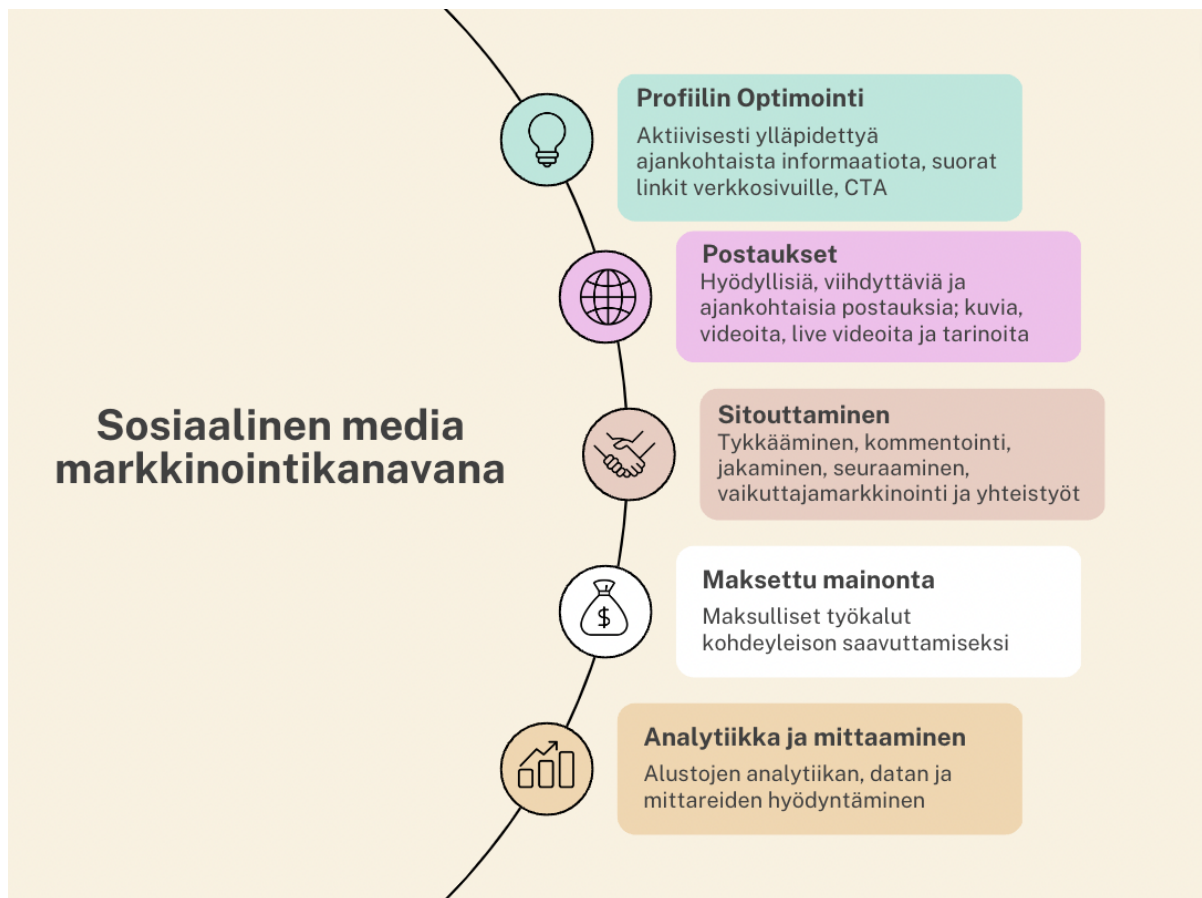 Sosiaalinen media
markkinointikanavana
Profiilin Optimointi
Aktiivisesti ylläpidettyä
ajankohtaista informaatiota, suorat
linkit verkkosivuille, CTA
Postaukset
Hyödyllisiä, viihdyttäviä ja
ajankohtaisia postauksia; kuvia,
videoita, live videoita ja tarinoita
Sitouttaminen
Tykkääminen, kommentointi,
jakaminen, seuraaminen,
vaikuttajamarkkinointi ja yhteistyöt
$
Maksettu mainonta
Maksulliset työkalut
kohdeyleison saavuttamiseksi
Analytiikka ja mittaaminen
Alustojen analytiikan, datan ja
mittareiden hyödyntäminen